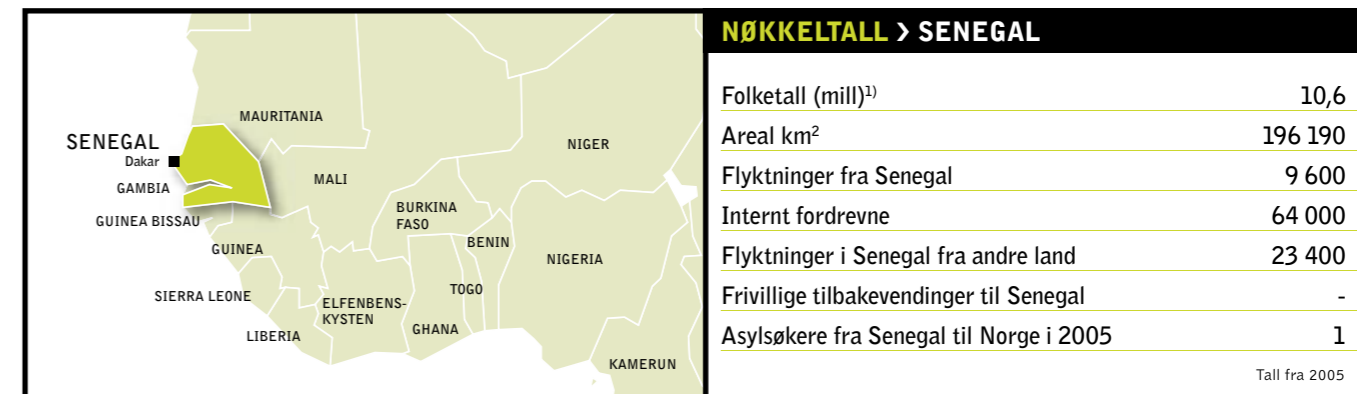 MAURITANIA
SENEGAL
Dakar
NIGER
MALI
GAMBIA
BURKINA
FASO
GUINEA BISSAU
BENIN
GUINEA
NIGERIA
TOGO
SIERRA LEONE
ELFENBENS-
KYSTEN
GHANA
LIBERIA
KAMERUN
NØKKELTALL > SENEGAL
Folketall (mill)1) 10,6
Areal km² 196 190
Flyktninger fra Senegal 9 600
Internt fordrevne 64 000
Flyktninger i Senegal fra andre land 23 400
Frivillige tilbakevendinger til Senegal -
Asylsøkere fra Senegal til Norge i 2005 1
Tall fra 2005